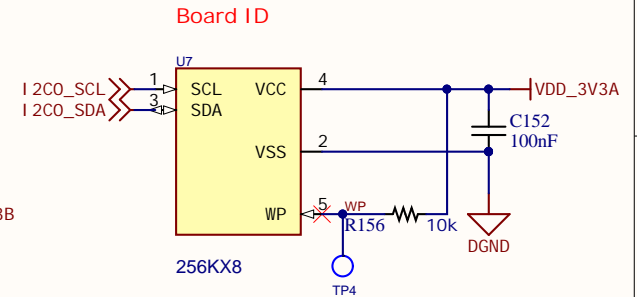 Board ID
U7
I2C0_SCL
1
SCL
VCC
4
VDD_3V3A
I2C0_SDA
3
SDA
C152
100nF
VSS
2
3B
WP
5
WP
R156
10k
DGND
256KX8
TP4